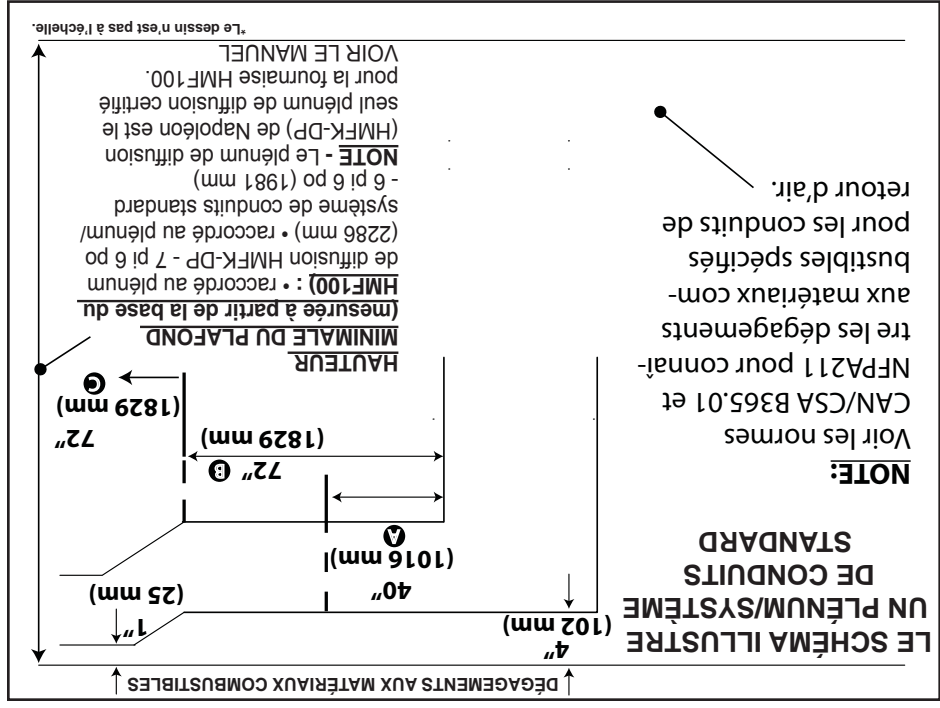 DÉGAGEMENTS AUX MATÉRIAUX COMBUSTIBLES
LE SCHÉMA ILLUSTRE
UN PLÉNUM/SYSTÈME
DE CONDUITS
STANDARD
NOTE:
Voir les normes
CAN/CSA B365.01 et
NFPA211 pour connaî-
tre les dégagements
aux matériaux com-
bustibles spécifiés
pour les conduits de
retour d'air.
4"
(102 mm)
1"
(25 mm)
40"
(1016 mm)
A
72" B
(1829 mm)
72"
(1829 mm)
C
HAUTEUR
MINIMALE DU PLAFOND
(mesurée à partir de la base du
HMF100) : • raccordé au plénum
de diffusion HMFK-DP - 7 pi 6 po
(2286 mm) • raccordé au plénum/
système de conduits standard
- 6 pi 6 po (1981 mm)
NOTE - Le plénum de diffusion
(HMFK-DP) de Napoléon est le
seul plénum de diffusion certifié
pour la fournaise HMF100.
VOIR LE MANUEL
*Le dessin n'est pas à l'échelle.